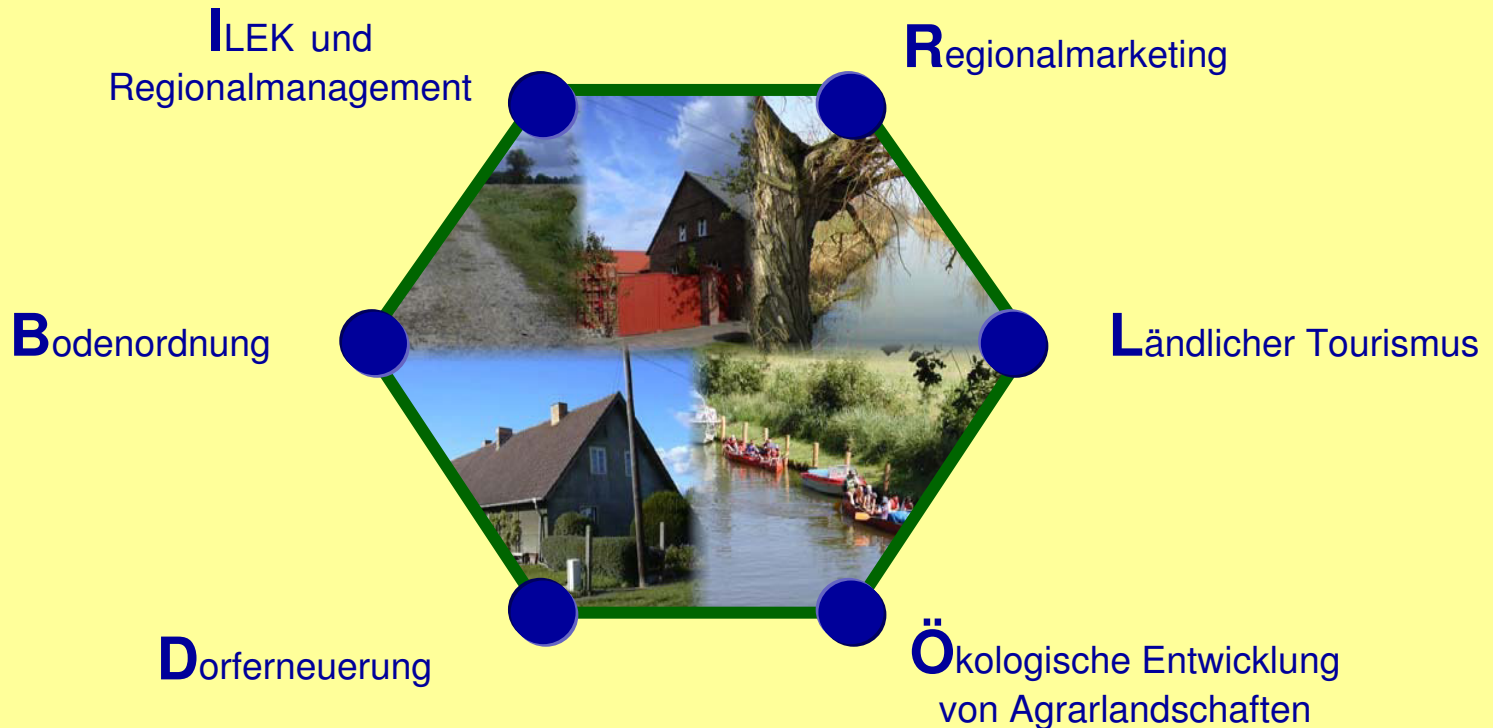 ILEK und
Regionalmanagement
Regionalmarketing
Bodenordnung
Ländlicher Tourismus
Dorferneuerung
Ökologische Entwicklung
von Agrarlandschaften